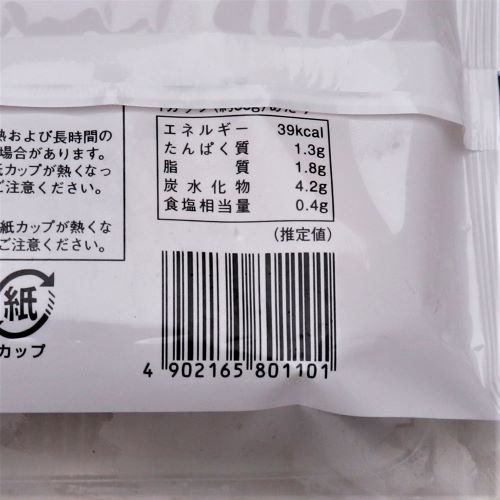 熱および長時間の
場合があります。
紙カップが熱くなっ
ご注意ください。
紙カップが熱くな
ご注意ください。
紙
カップ
エネルギー 39kcal
たんぱく質 1.3g
脂質 1.8g
炭水化物 4.2g
食塩相当量 0.4g
(推定値)
4 902165 801101